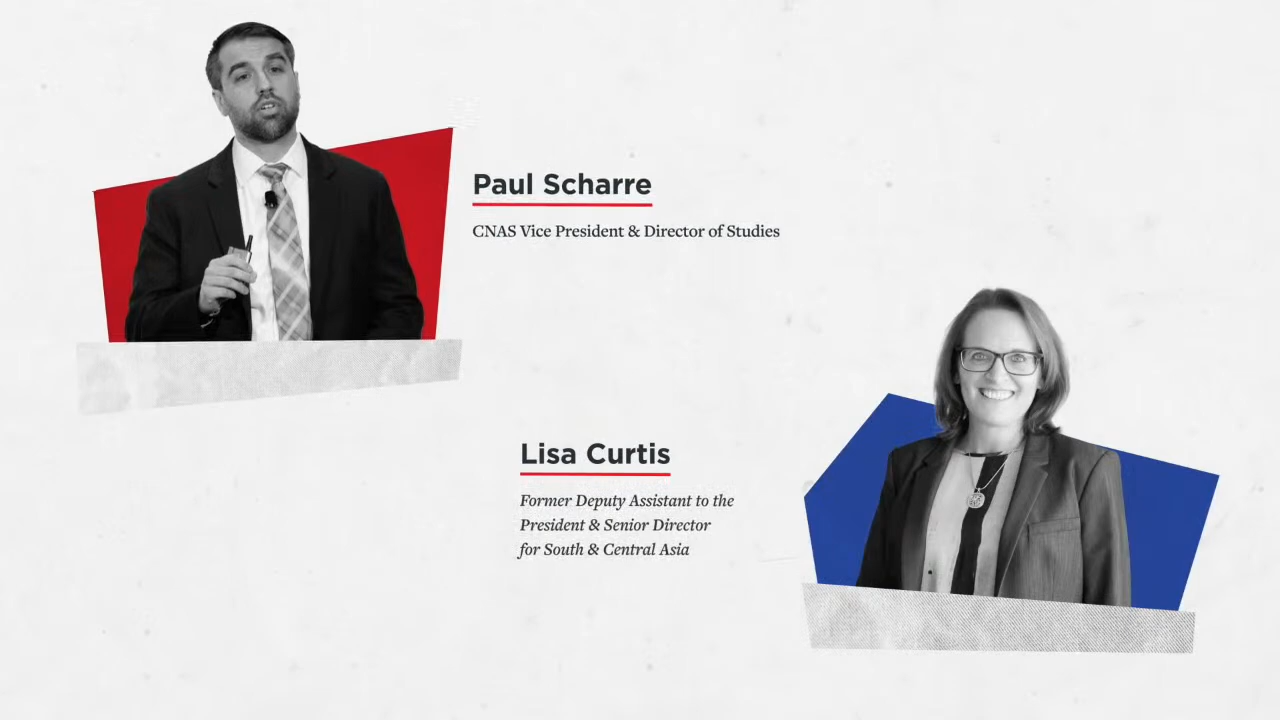 Paul Scharre
CNAS Vice President & Director of Studies
Lisa Curtis
Former Deputy Assistant to the
President & Senior Director
for South & Central Asia